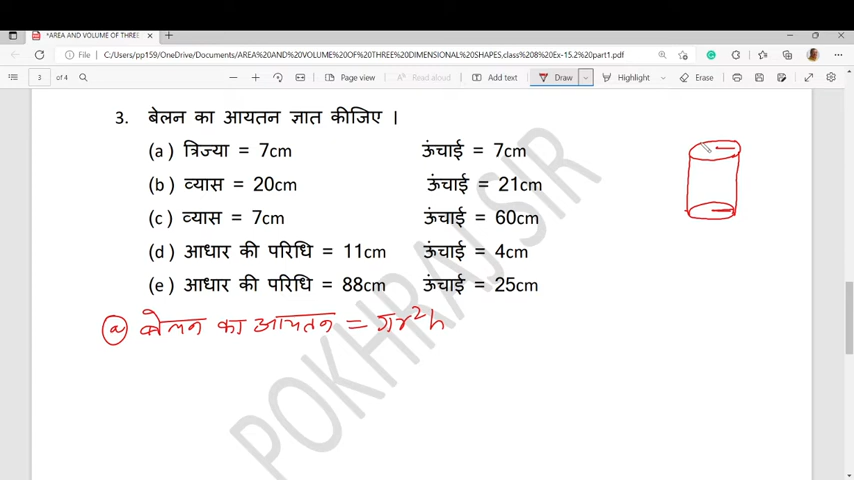 *AREA AND VOLUME OF THREE
C:/Users/pp159/OneDrive/Documents/AREA%20AND%20VOLUME%20OF%20THREE%20DIMENSIONAL%20SHAPES,class%208%20Ex-15.2%20part1.pdf
3 of 4 Page view Read aloud Add text Draw Highlight Erase
3. बेलन का आयतन ज्ञात कीजिए ।
(a) त्रिज्या = 7cm ऊंचाई = 7cm
(b) व्यास = 20cm ऊंचाई = 21cm
(c) व्यास = 7cm ऊंचाई = 60cm
(d) आधार की परिधि = 11cm ऊंचाई = 4cm
(e) आधार की परिधि = 88cm ऊंचाई = 25cm
(a) बेलन का आयतन = πr²h
POKHRAJ SIR